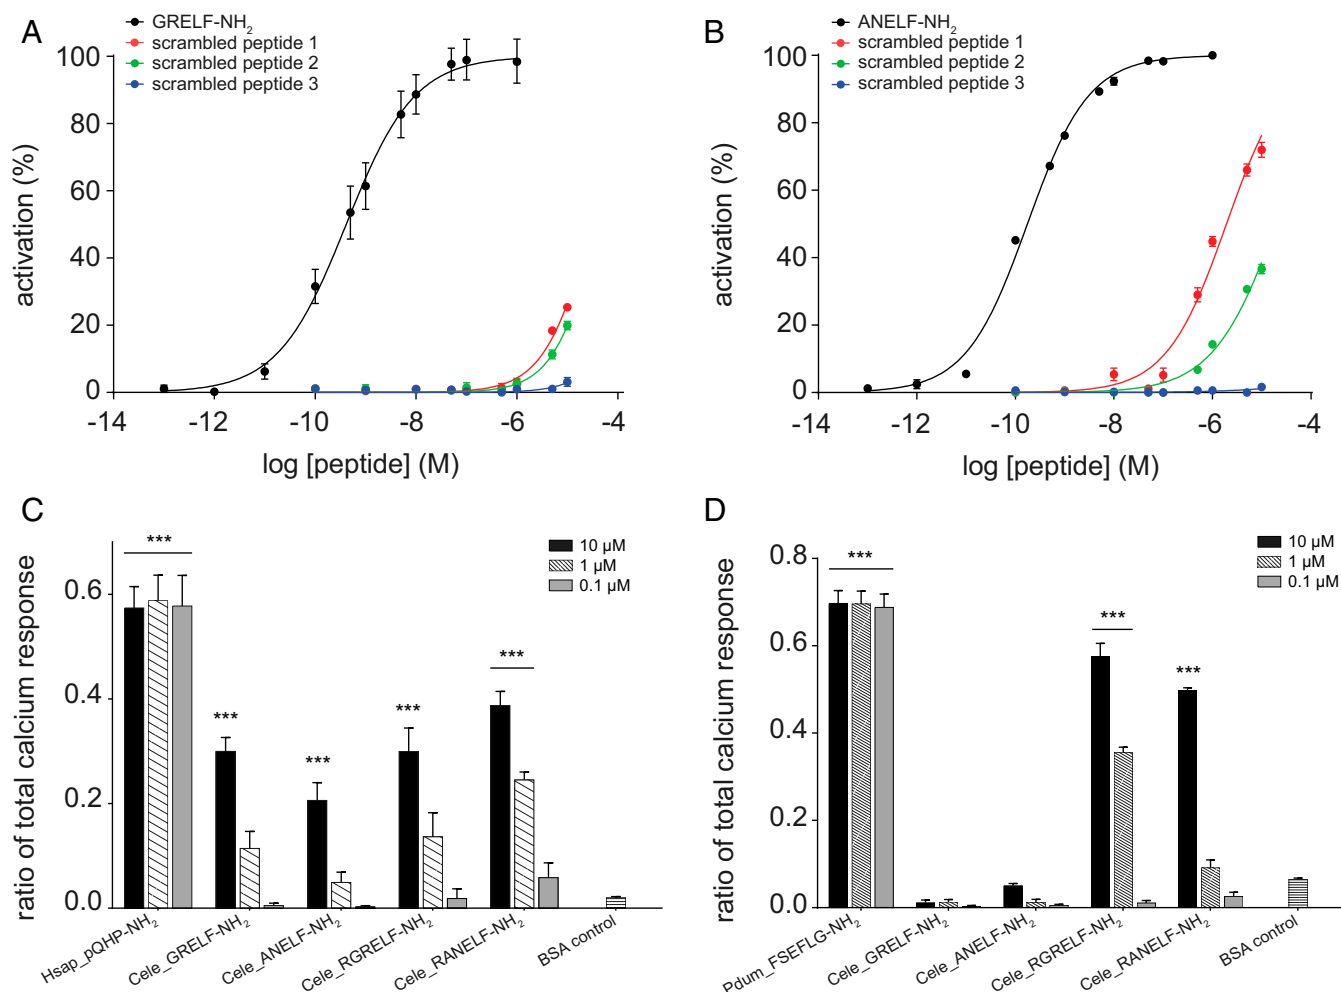 A
GRELF-NH2
scrambled peptide 1
scrambled peptide 2
scrambled peptide 3
activation (%)
100
80
60
40
20
0
-14 -12 -10 -8 -6 -4
log [peptide] (M)
B
ANELF-NH2
scrambled peptide 1
scrambled peptide 2
scrambled peptide 3
activation (%)
100
80
60
40
20
0
-14 -12 -10 -8 -6 -4
log [peptide] (M)
C
ratio of total calcium response
0.6
0.4
0.2
0.0
*** *** *** *** ***
10 µM
1 µM
0.1 µM
Hsap_pQHP-NH2
Cele_GRELF-NH2
Cele_ANELF-NH2
Cele_RGRELF-NH2
Cele_RANELF-NH2
BSA control
D
ratio of total calcium response
0.8
0.6
0.4
0.2
0.0
*** *** ***
10 µM
1 µM
0.1 µM
Pdum_FSEFLG-NH2
Cele_GRELF-NH2
Cele_ANELF-NH2
Cele_RGRELF-NH2
Cele_RANELF-NH2
BSA control